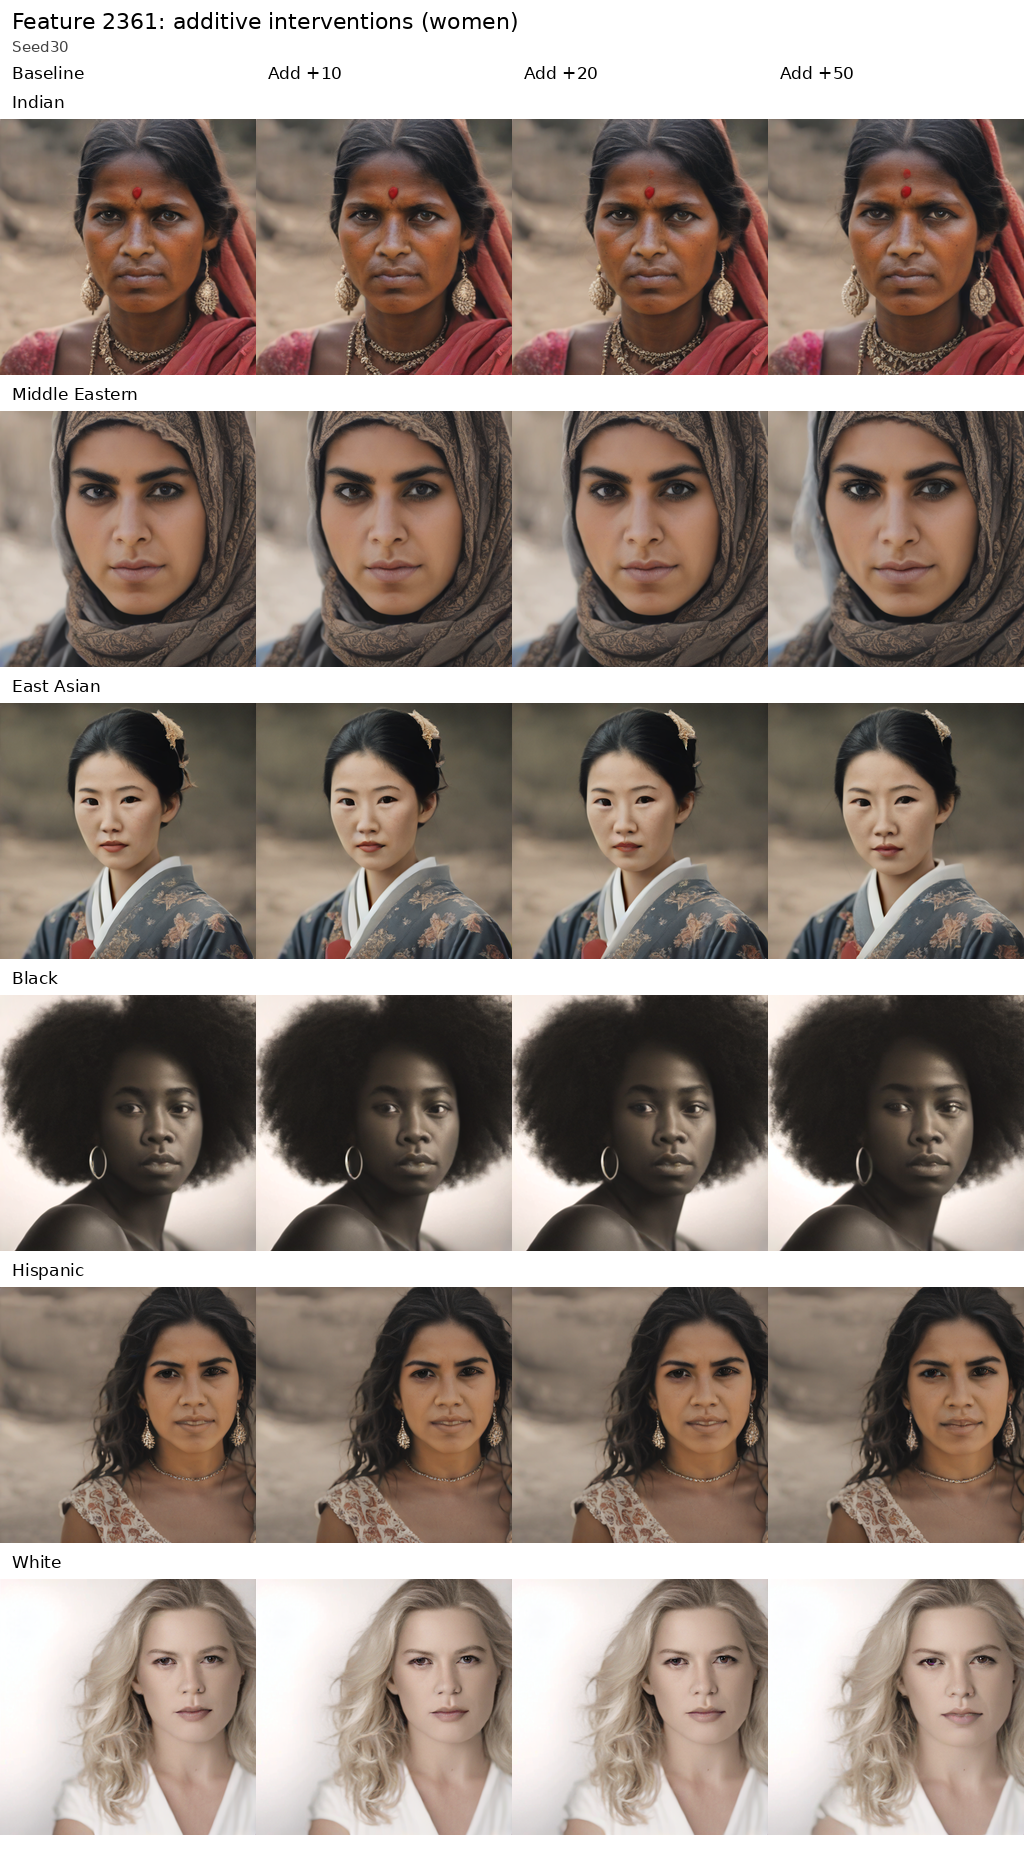 Feature 2361: additive interventions (women)
Seed30
Baseline Add +10 Add +20 Add +50
Indian
Middle Eastern
East Asian
Black
Hispanic
White